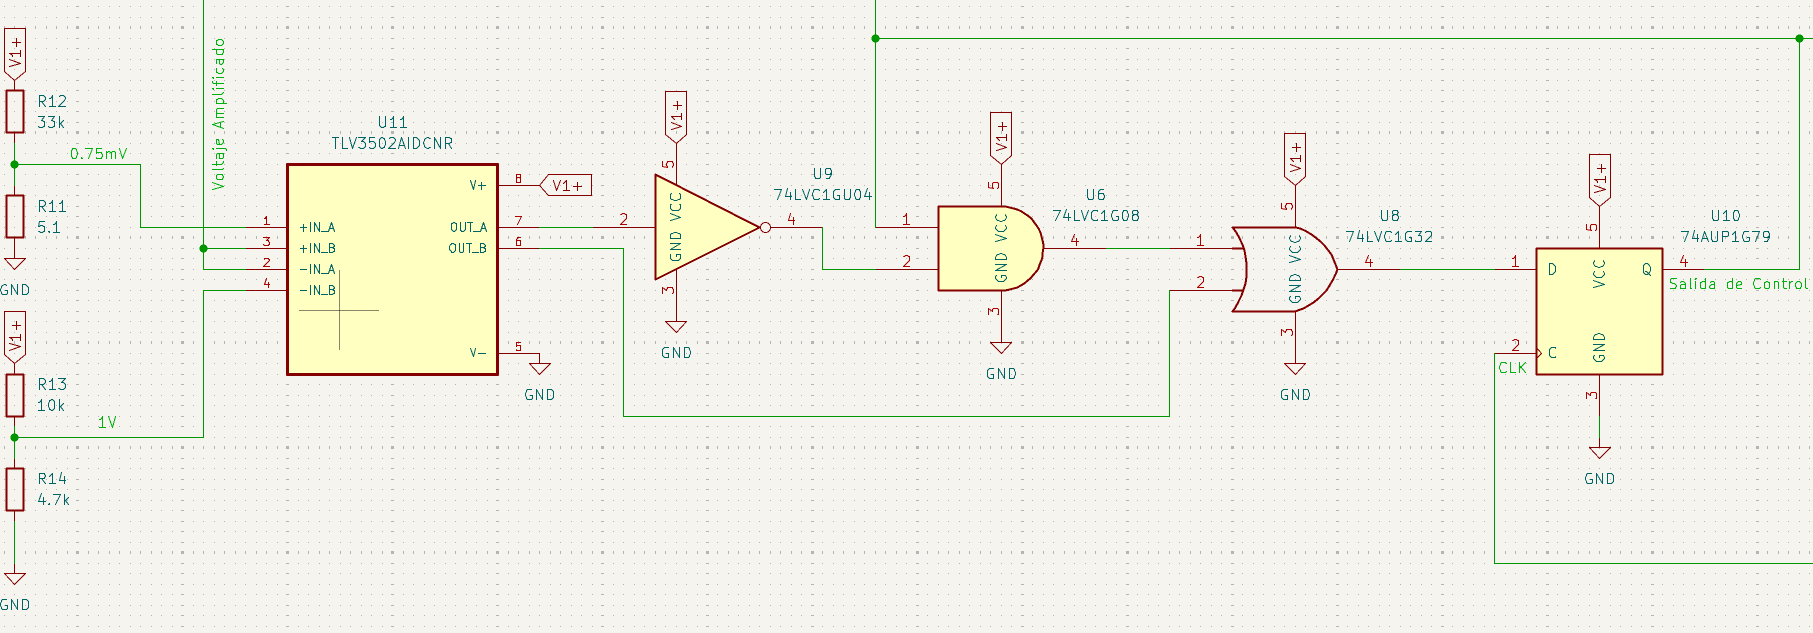 V1+
R12
33k
0.75mV
R11
5.1
GND
V1+
R13
10k
1V
R14
4.7k
GND
Voltaje Amplificado
U11
TLV3502AIDCNR
1 +IN_A
3 +IN_B
2 -IN_A
4 -IN_B
V+ 8
V1+
OUT_A 7
OUT_B 6
V- 5
GND
V1+
5
U9
74LVC1GU04
2
GND VCC
4
3
GND
V1+
5
U6
74LVC1G08
1
2
GND VCC
4
3
GND
V1+
5
U8
74LVC1G32
1
2
GND VCC
4
3
GND
V1+
5
U10
74AUP1G79
1 D
VCC
Q 4
Salida de Control
2 C
CLK
GND
3
GND